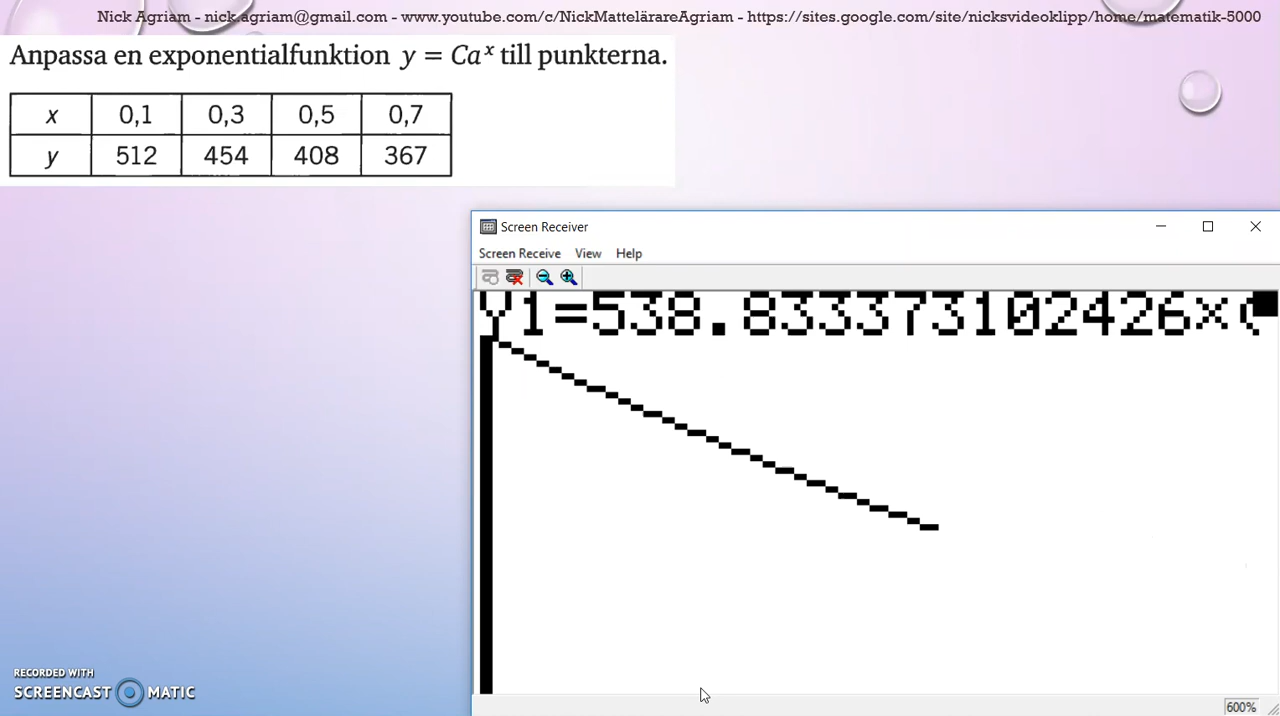 Nick Agriam - nick.agriam@gmail.com - www.youtube.com/c/NickMattelärareAgriam - https://sites.google.com/site/nicksvideoklipp/home/matematik-5000
Anpassa en exponentialfunktion y = Caˣ till punkterna.
x 0,1 0,3 0,5 0,7
y 512 454 408 367
Screen Receiver
Screen Receive View Help
Y1=538.833373102426×(
RECORDED WITH
SCREENCAST MATIC
600%